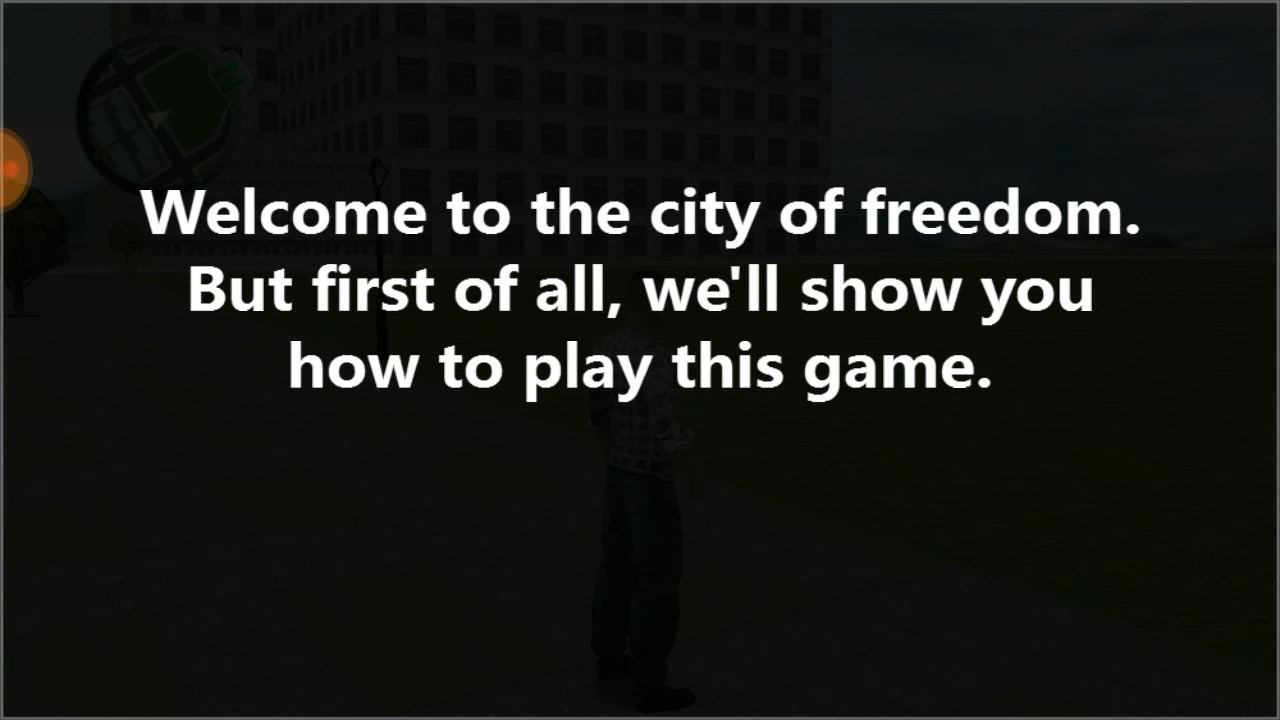 Welcome to the city of freedom.
But first of all, we'll show you
how to play this game.